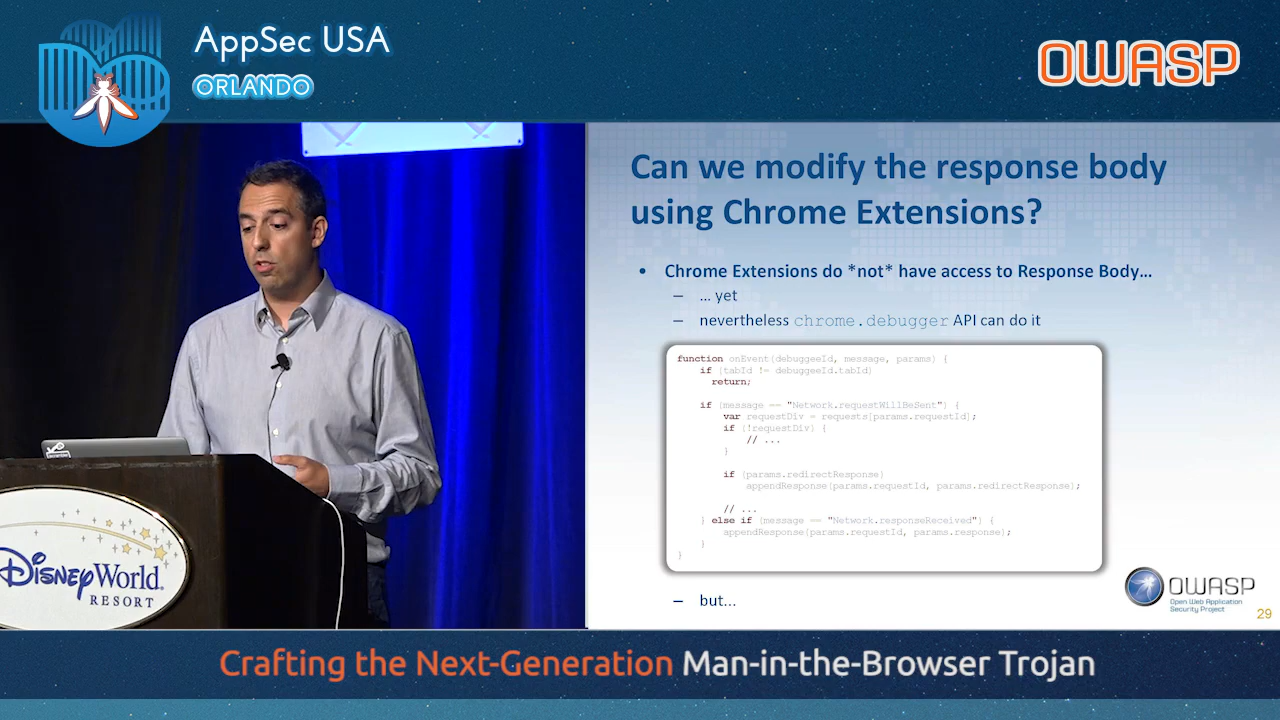 AppSec USA
ORLANDO
OWASP
Can we modify the response body
using Chrome Extensions?
• Chrome Extensions do *not* have access to Response Body…
– … yet
– nevertheless chrome.debugger API can do it
function onEvent(debuggeeId, message, params) {
if (tabId != debuggeeId.tabId)
return;
if (message == "Network.requestWillBeSent") {
var requestDiv = requests[params.requestId];
if (!requestDiv) {
// ...
}
if (params.redirectResponse)
appendResponse(params.requestId, params.redirectResponse);
// ...
} else if (message == "Network.responseReceived") {
appendResponse(params.requestId, params.response);
}
}
– but…
OWASP
Open Web Application
Security Project
29
Disney World
RESORT
Crafting the Next-Generation Man-in-the-Browser Trojan